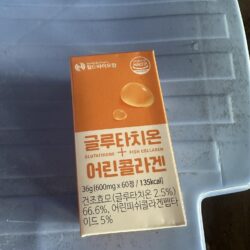 글루타치온
GLUTATHIONE + FISH COLLAGEN
어린콜라겐
36g(600mg x 60정) / 135kcal
건조효모(글루타치온 2.5%)
66.6%, 어린피쉬콜라겐펩타
이드 5%